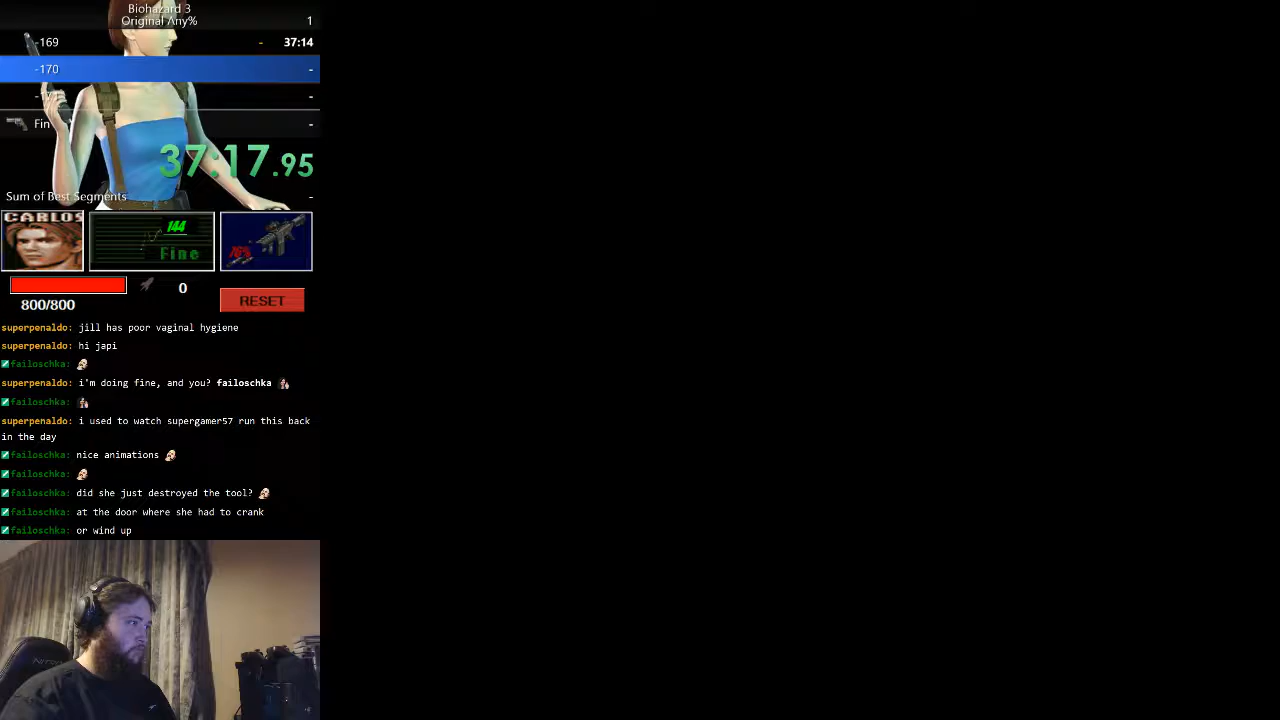 Biohazard 3
Original Any%
1
-169 - 37:14
-170 -
-171 -
Fin -
37:17.95
Sum of Best Segments -
CARLOS
144
Fine
76%
800/800
0
RESET
superpenaldo: jill has poor vaginal hygiene
superpenaldo: hi japi
failoschka:
superpenaldo: i'm doing fine, and you? failoschka
failoschka:
superpenaldo: i used to watch supergamer57 run this back
in the day
failoschka: nice animations
failoschka:
failoschka: did she just destroyed the tool?
failoschka: at the door where she had to crank
failoschka: or wind up